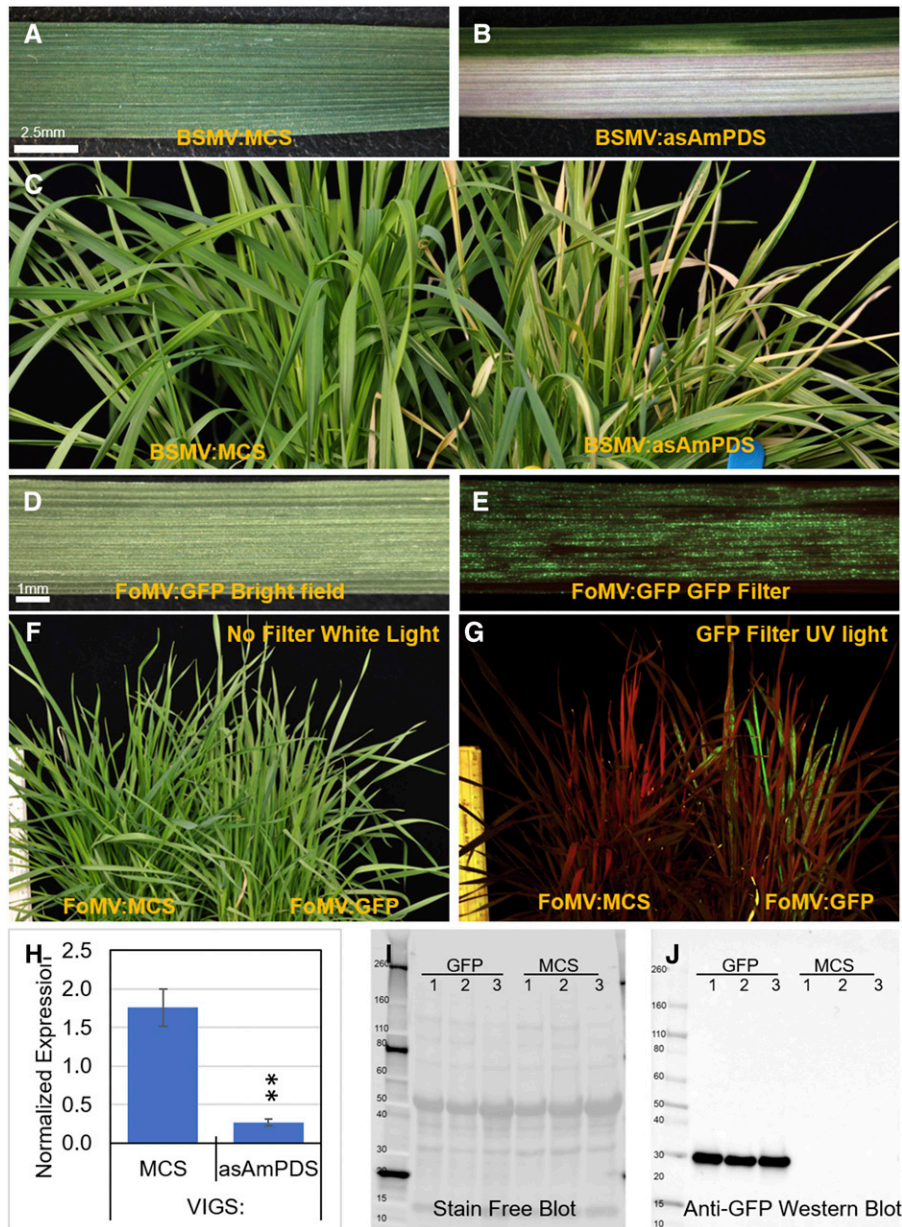 A
2.5mm
BSMV:MCS
B
BSMV:asAmPDS
C
BSMV:MCS
BSMV:asAmPDS
D
1mm
FoMV:GFP Bright field
E
FoMV:GFP GFP Filter
F
No Filter White Light
FoMV:MCS
FoMV:GFP
G
GFP Filter UV light
FoMV:MCS
FoMV:GFP
H
Normalized Expression
2.5
2.0
1.5
1.0
0.5
0.0
**
MCS
asAmPDS
VIGS:
I
GFP MCS
1 2 3 1 2 3
260
160
110
80
60
50
40
30
20
15
10
Stain Free Blot
J
GFP MCS
1 2 3 1 2 3
260
160
110
80
60
50
40
30
20
15
10
Anti-GFP Western Blot